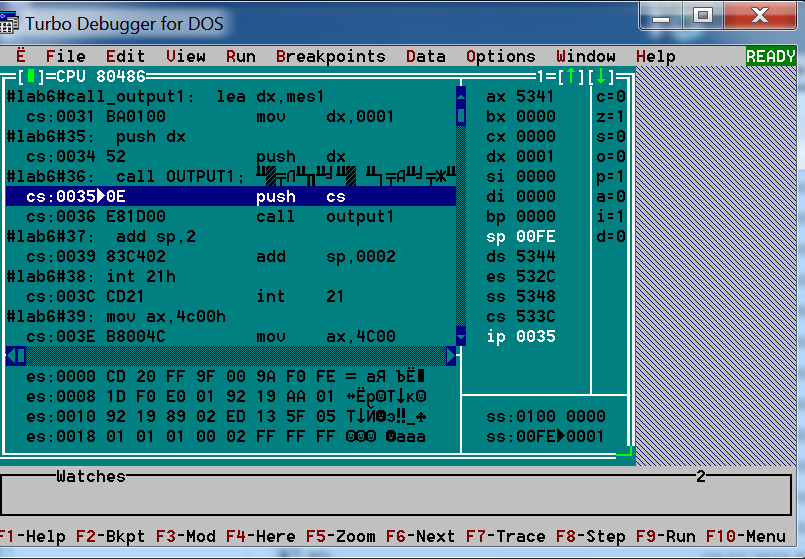 Turbo Debugger for DOS
Ë File Edit View Run Breakpoints Data Options Window Help READY
[▮]=CPU 80486 1=[↑][↓]
#lab6#call_output1: lea dx,mes1
cs:0031 BA0100 mov dx,0001
#lab6#35: push dx
cs:0034 52 push dx
#lab6#36: call OUTPUT1;
cs:0035▶0E push cs
cs:0036 E81D00 call output1
#lab6#37: add sp,2
cs:0039 83C402 add sp,0002
#lab6#38: int 21h
cs:003C CD21 int 21
#lab6#39: mov ax,4c00h
cs:003E B8004C mov ax,4C00
ax 5341 c=0
bx 0000 z=1
cx 0000 s=0
dx 0001 o=0
si 0000 p=1
di 0000 a=0
bp 0000 i=1
sp 00FE d=0
ds 5344
es 532C
ss 5348
cs 533C
ip 0035
es:0000 CD 20 FF 9F 00 9A F0 FE
es:0008 1D F0 E0 01 92 19 AA 01
es:0010 92 19 89 02 ED 13 5F 05
es:0018 01 01 01 00 02 FF FF FF
ss:0100 0000
ss:00FE▶0001
Watches 2
F1-Help F2-Bkpt F3-Mod F4-Here F5-Zoom F6-Next F7-Trace F8-Step F9-Run F10-Menu